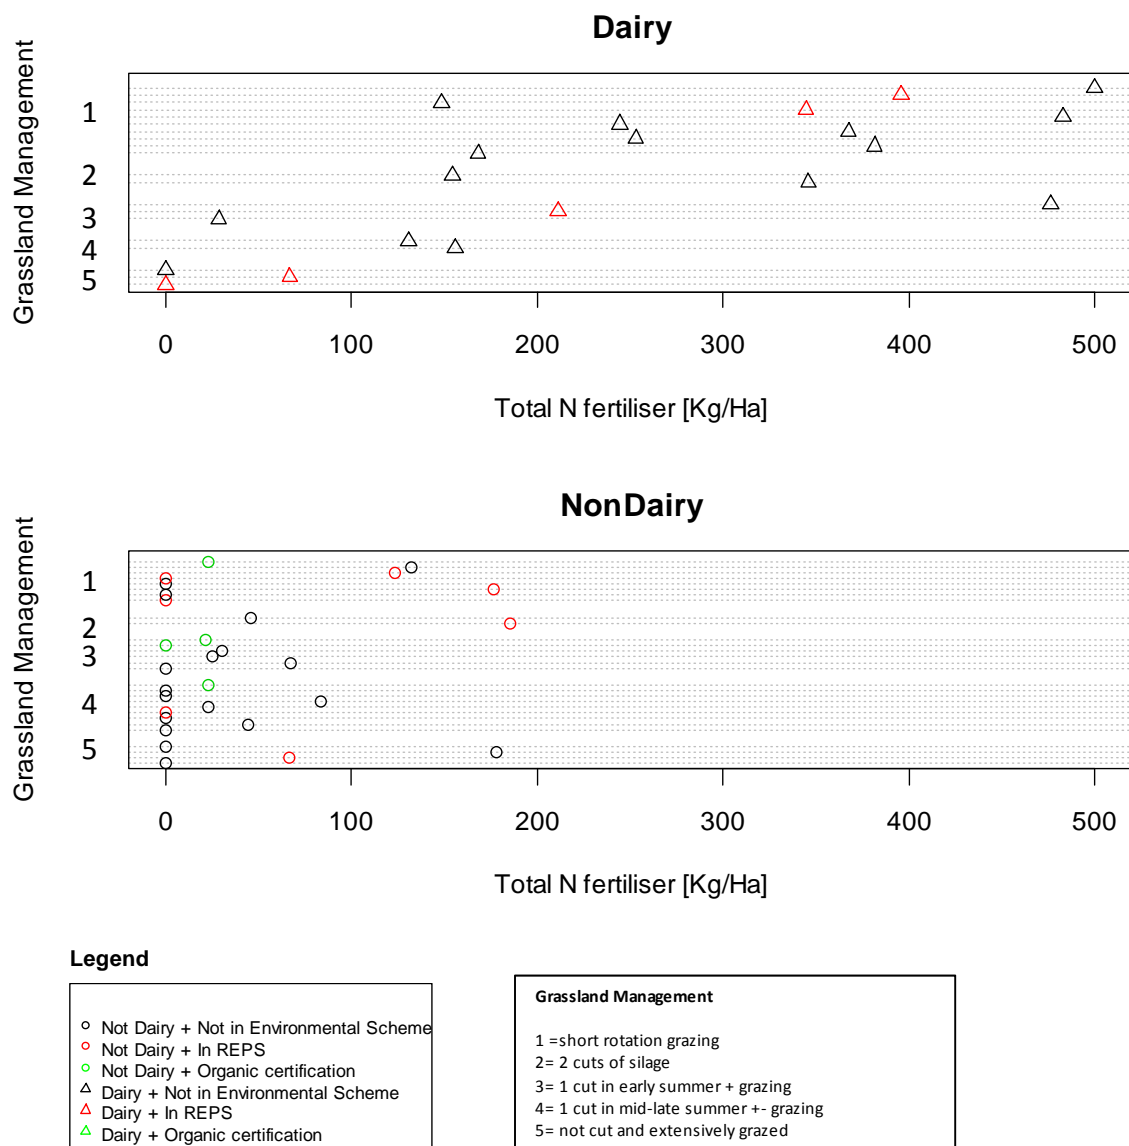 Dairy
Grassland Management
1
2
3
4
5
0 100 200 300 400 500
Total N fertiliser [Kg/Ha]
NonDairy
Grassland Management
1
2
3
4
5
0 100 200 300 400 500
Total N fertiliser [Kg/Ha]
Legend
Not Dairy + Not in Environmental Scheme
Not Dairy + In REPS
Not Dairy + Organic certification
Dairy + Not in Environmental Scheme
Dairy + In REPS
Dairy + Organic certification
Grassland Management
1 =short rotation grazing
2= 2 cuts of silage
3= 1 cut in early summer + grazing
4= 1 cut in mid-late summer +- grazing
5= not cut and extensively grazed